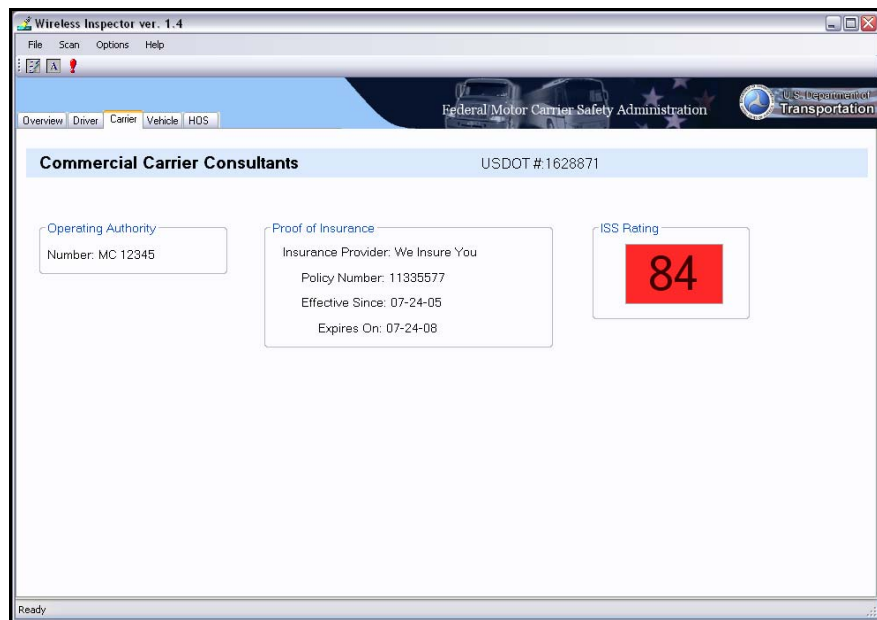 Wireless Inspector ver. 1.4
File Scan Options Help
A
Federal Motor Carrier Safety Administration
U.S. Department of
Transportation
Overview Driver Carrier Vehicle HOS
Commercial Carrier Consultants
USDOT #:1628871
Operating Authority
Number: MC 12345
Proof of Insurance
Insurance Provider: We Insure You
Policy Number: 11335577
Effective Since: 07-24-05
Expires On: 07-24-08
ISS Rating
84
Ready